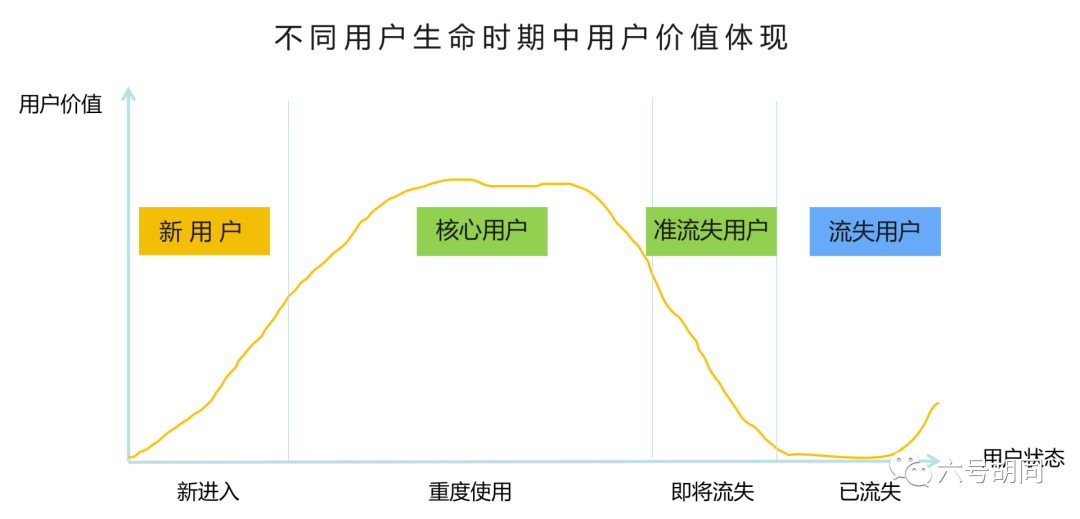 不同用户生命时期中用户价值体现
用户价值
新用户
核心用户
准流失用户
流失用户
用户状态
六号胡同
新进入
重度使用
即将流失
已流失